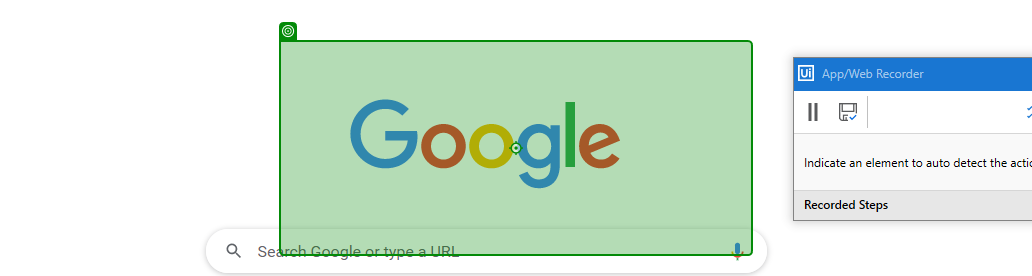 Google
Search Google or type a URL
Ui App/Web Recorder
Indicate an element to auto detect the actio
Recorded Steps